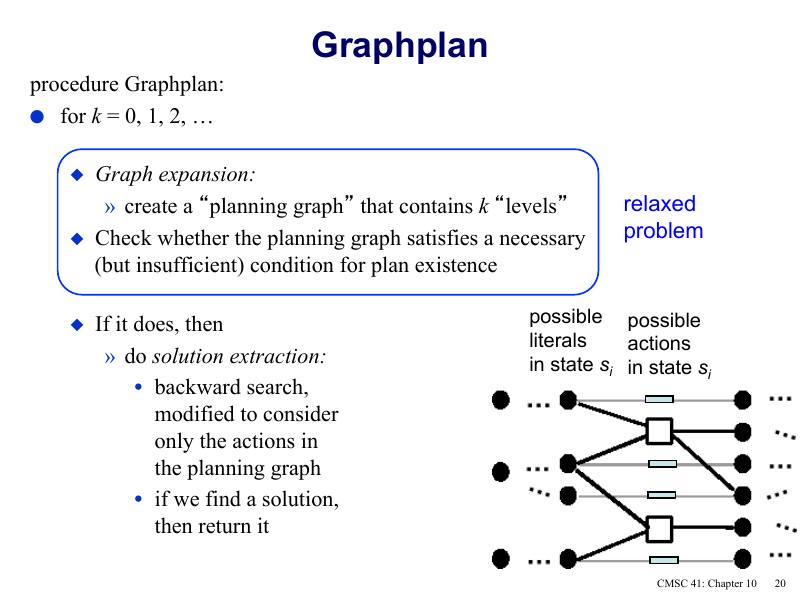 Graphplan
procedure Graphplan:
● for k = 0, 1, 2, …
◆ Graph expansion:
» create a “planning graph” that contains k “levels”
◆ Check whether the planning graph satisfies a necessary
(but insufficient) condition for plan existence
relaxed
problem
◆ If it does, then
» do solution extraction:
• backward search,
modified to consider
only the actions in
the planning graph
• if we find a solution,
then return it
possible
literals
in state si
possible
actions
in state si
CMSC 41: Chapter 10 20